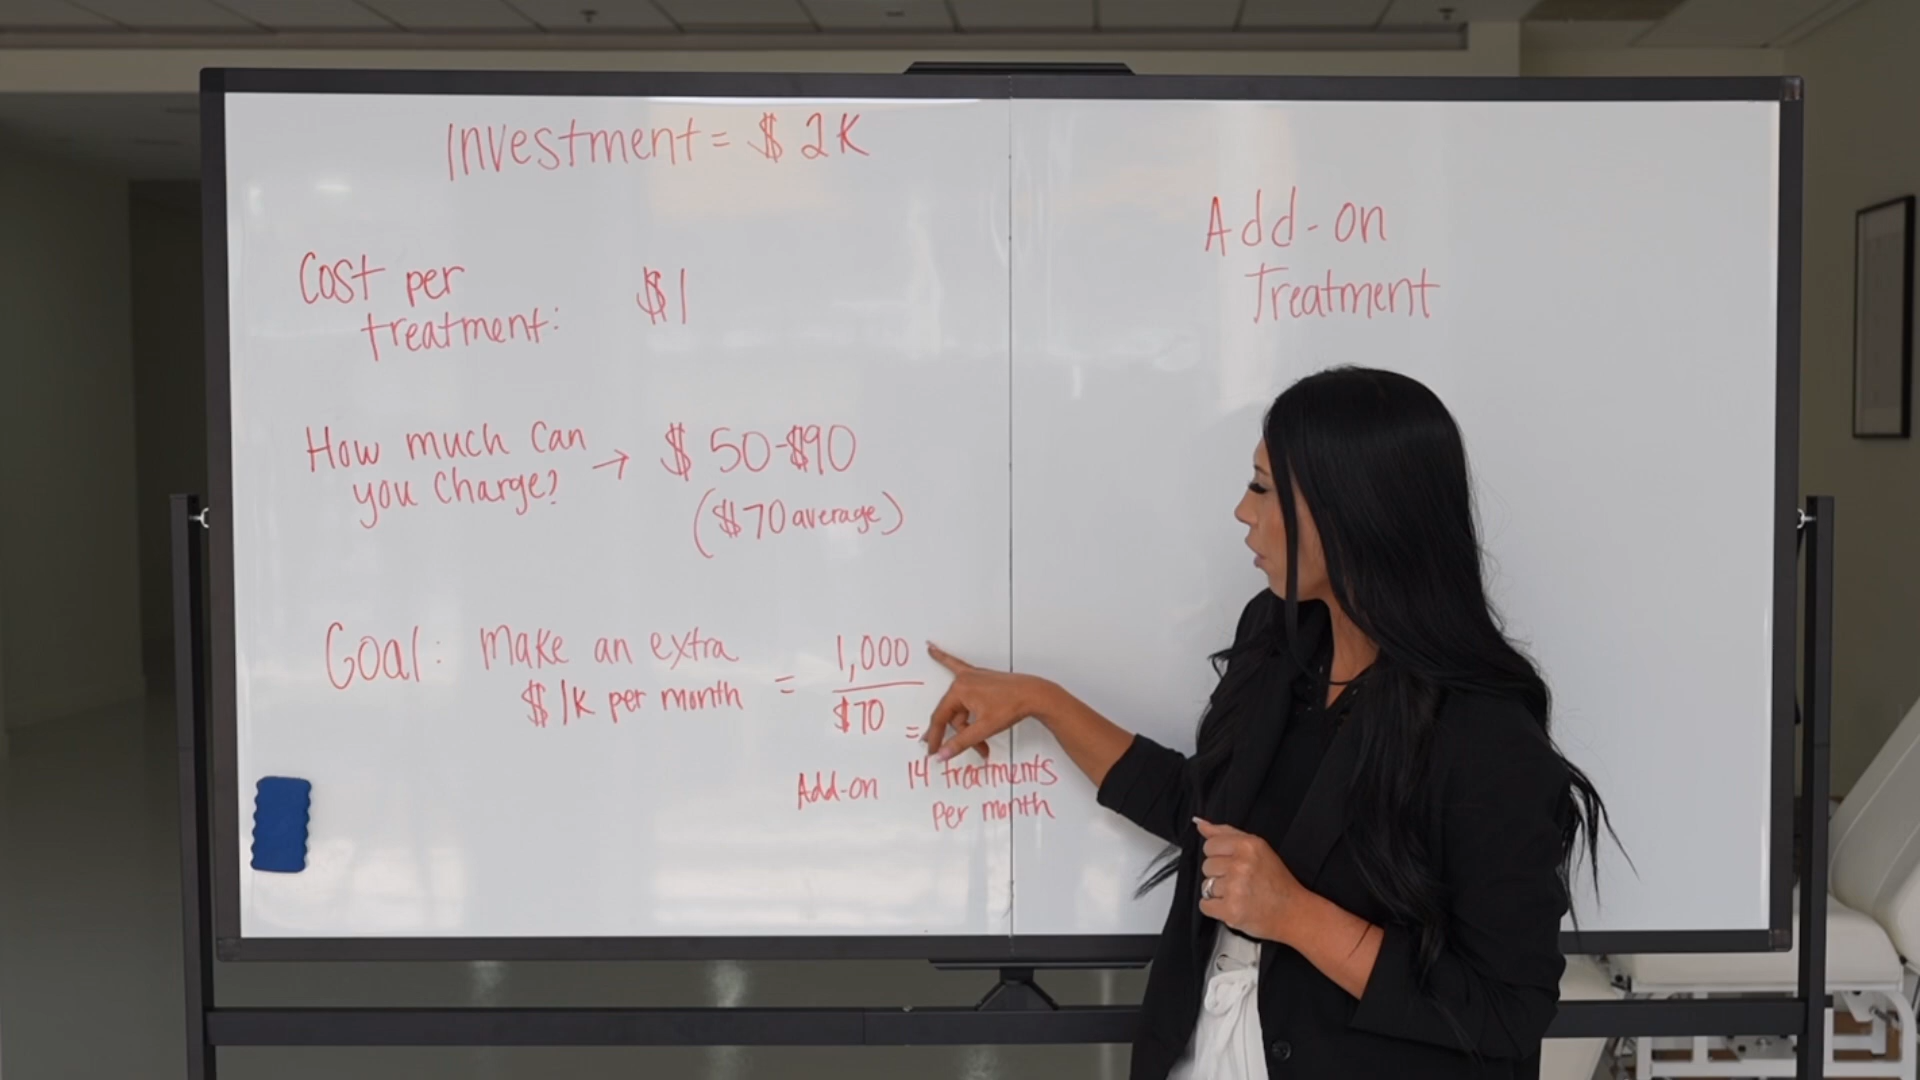 Investment = $ 2K
Add-on
Treatment
Cost per
treatment: $1
How much can
you charge? → $ 50-$90
($70 average)
Goal: Make an extra
$1K per month
= 1,000
$70 =
Add-on 14 treatments
per month